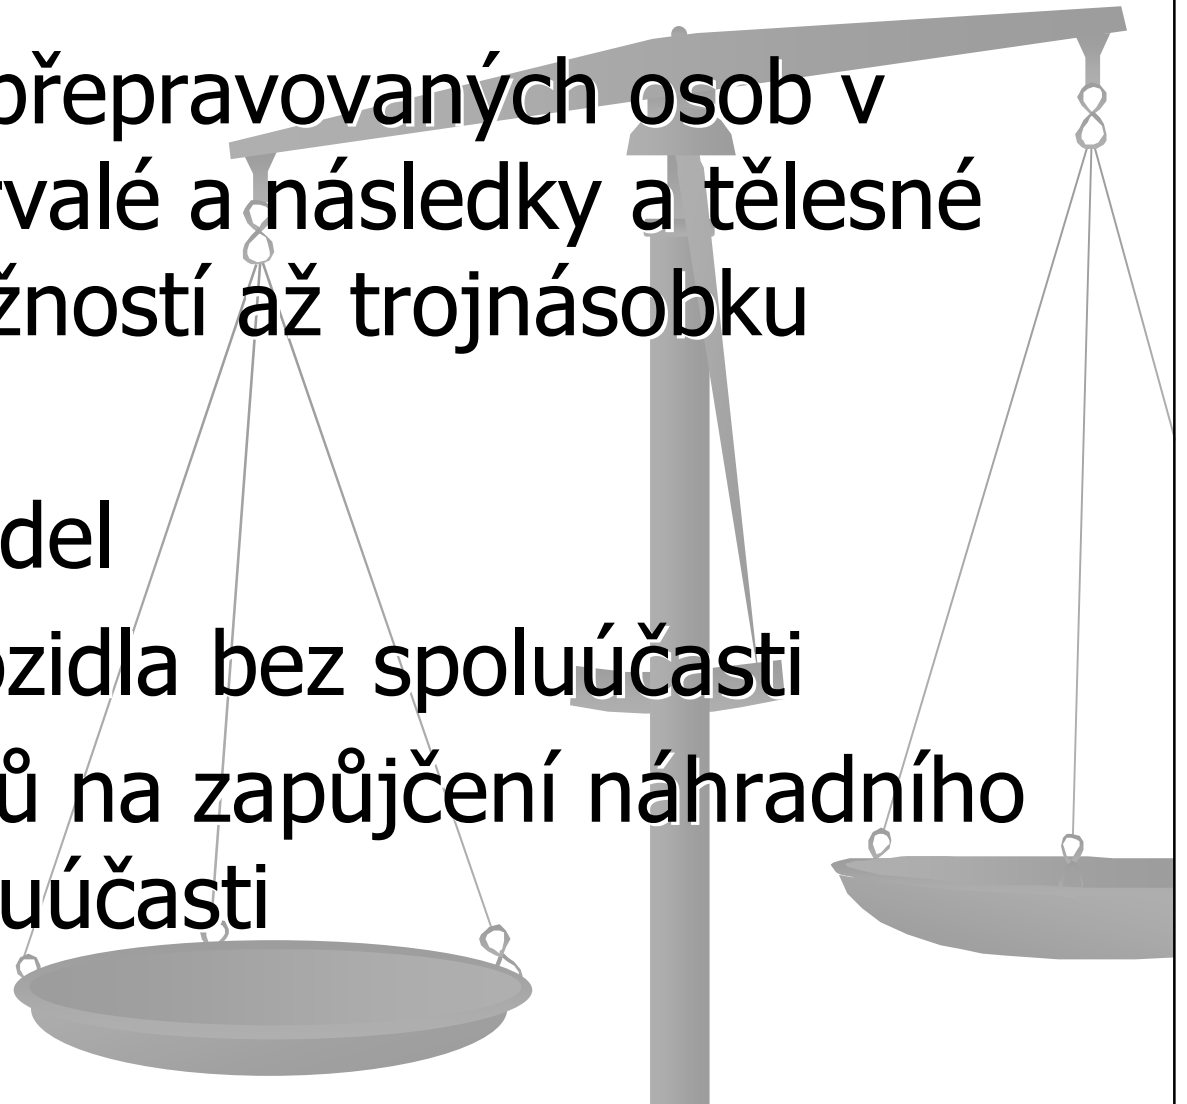 přepravovaných osob v
rvalé a následky a tělesné
žností až trojnásobku
del
ozidla bez spoluúčasti
ů na zapůjčení náhradního
uúčasti